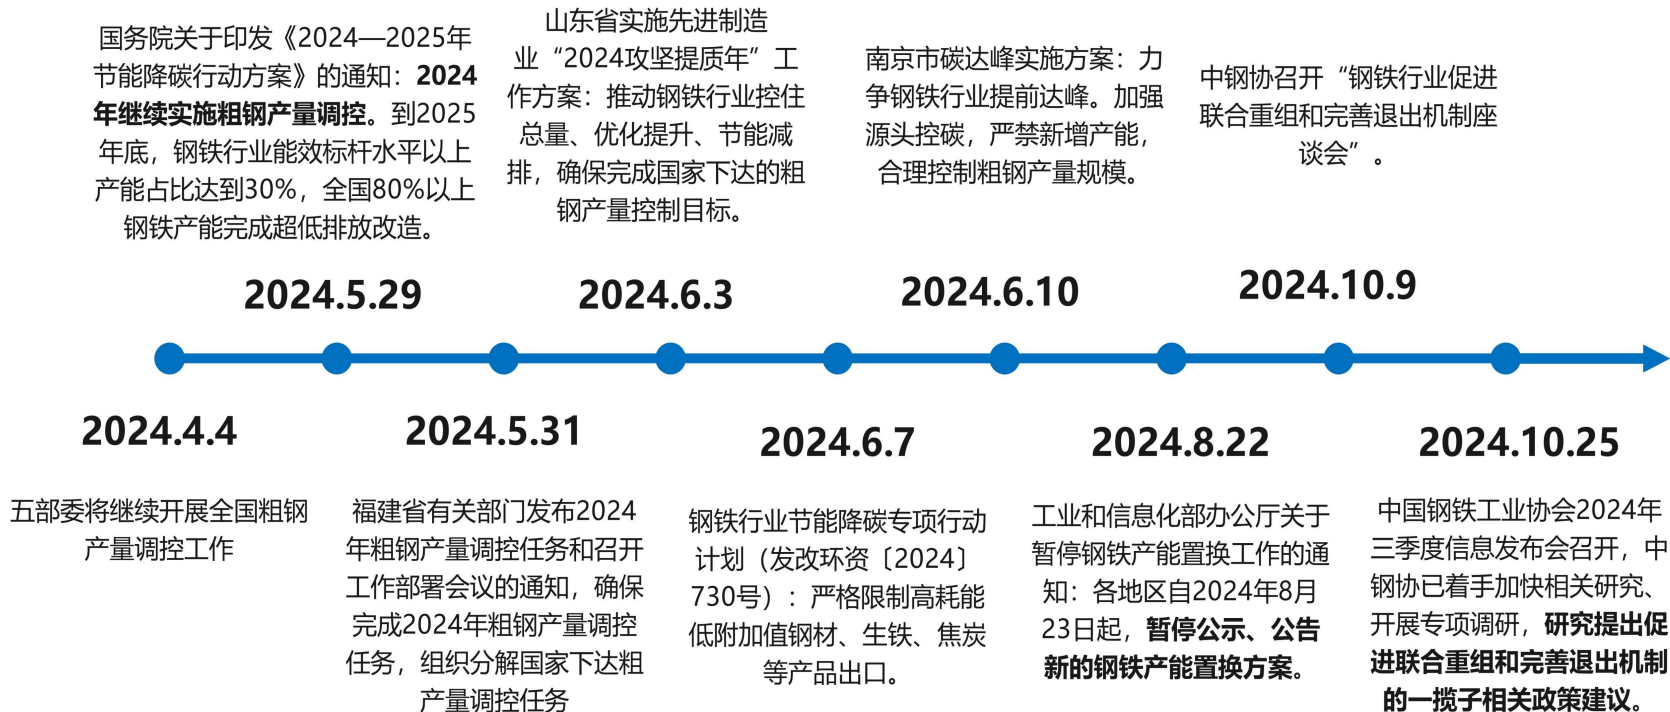 国务院关于印发《2024—2025年
节能降碳行动方案》的通知：2024
年继续实施粗钢产量调控。到2025
年底，钢铁行业能效标杆水平以上
产能占比达到30%，全国80%以上
钢铁产能完成超低排放改造。
2024.5.29
山东省实施先进制造
业“2024攻坚提质年”工
作方案：推动钢铁行业控住
总量、优化提升、节能减
排，确保完成国家下达的粗
钢产量控制目标。
2024.6.3
南京市碳达峰实施方案：力
争钢铁行业提前达峰。加强
源头控碳，严禁新增产能，
合理控制粗钢产量规模。
2024.6.10
中钢协召开“钢铁行业促进
联合重组和完善退出机制座
谈会”。
2024.10.9
2024.4.4
五部委将继续开展全国粗钢
产量调控工作
2024.5.31
福建省有关部门发布2024
年粗钢产量调控任务和召开
工作部署会议的通知，确保
完成2024年粗钢产量调控
任务，组织分解国家下达粗
产量调控任务
2024.6.7
钢铁行业节能降碳专项行动
计划（发改环资〔2024〕
730号）：严格限制高耗能
低附加值钢材、生铁、焦炭
等产品出口。
2024.8.22
工业和信息化部办公厅关于
暂停钢铁产能置换工作的通
知：各地区自2024年8月
23日起，暂停公示、公告
新的钢铁产能置换方案。
2024.10.25
中国钢铁工业协会2024年
三季度信息发布会召开，中
钢协已着手加快相关研究、
开展专项调研，研究提出促
进联合重组和完善退出机制
的一揽子相关政策建议。